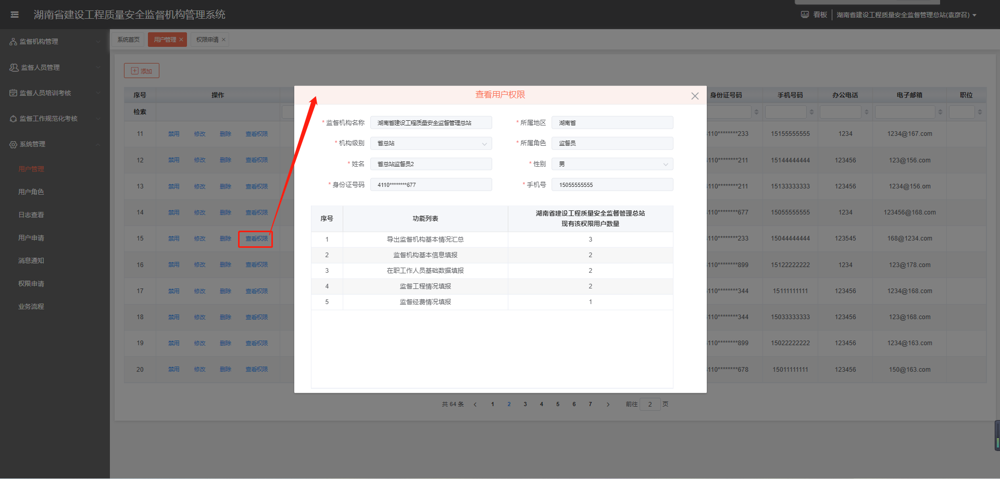 湖南省建设工程质量安全监督机构管理系统
看板
湖南省建设工程质量安全监督管理总站(袁彦召)
监督机构管理
监督人员管理
监督人员培训考核
监督工作规范化考核
系统管理
用户管理
用户角色
日志查看
用户申请
消息通知
权限申请
业务流程
系统首页 用户管理 权限申请
添加
序号 操作 身份证号码 手机号码 办公电话 电子邮箱 职位
检索
11 禁用 修改 删除 查看权限 110********233 15155555555 1234 1234@167.com
12 禁用 修改 删除 查看权限 110********211 15144444444 123456 123@156.com
13 禁用 修改 删除 查看权限 110********211 15133333333 123456 1234@156.om
14 禁用 修改 删除 查看权限 110********677 15055555555 1234 123456@168.com
15 禁用 修改 删除 查看权限 110********233 15044444444 123545 168@1234.com
16 禁用 修改 删除 查看权限 110********899 15122222222 1234 123@178.com
17 禁用 修改 删除 查看权限 110********344 15111111111 123456 1234@168.com
18 禁用 修改 删除 查看权限 110********344 15033333333 123456 123@168.com
19 禁用 修改 删除 查看权限 110********899 15022222222 123456 1234@163.com
20 禁用 修改 删除 查看权限 110********678 15011111111 123456 150@163.com
共 64 条 1 2 3 4 5 6 7 前往 2 页
查看用户权限
*监督机构名称 湖南省建设工程质量安全监督管理总站 *所属地区 湖南省
*机构级别 省总站 *所属角色 监督员
*姓名 省总站监督员2 *性别 男
*身份证号码 4110********677 *手机号 15055555555
序号 功能列表 湖南省建设工程质量安全监督管理总站
现有该权限用户数量
1 导出监督机构基本情况汇总 3
2 监督机构基本信息填报 2
3 在职工作人员基础数据填报 2
4 监督工程情况填报 2
5 监督经费情况填报 1